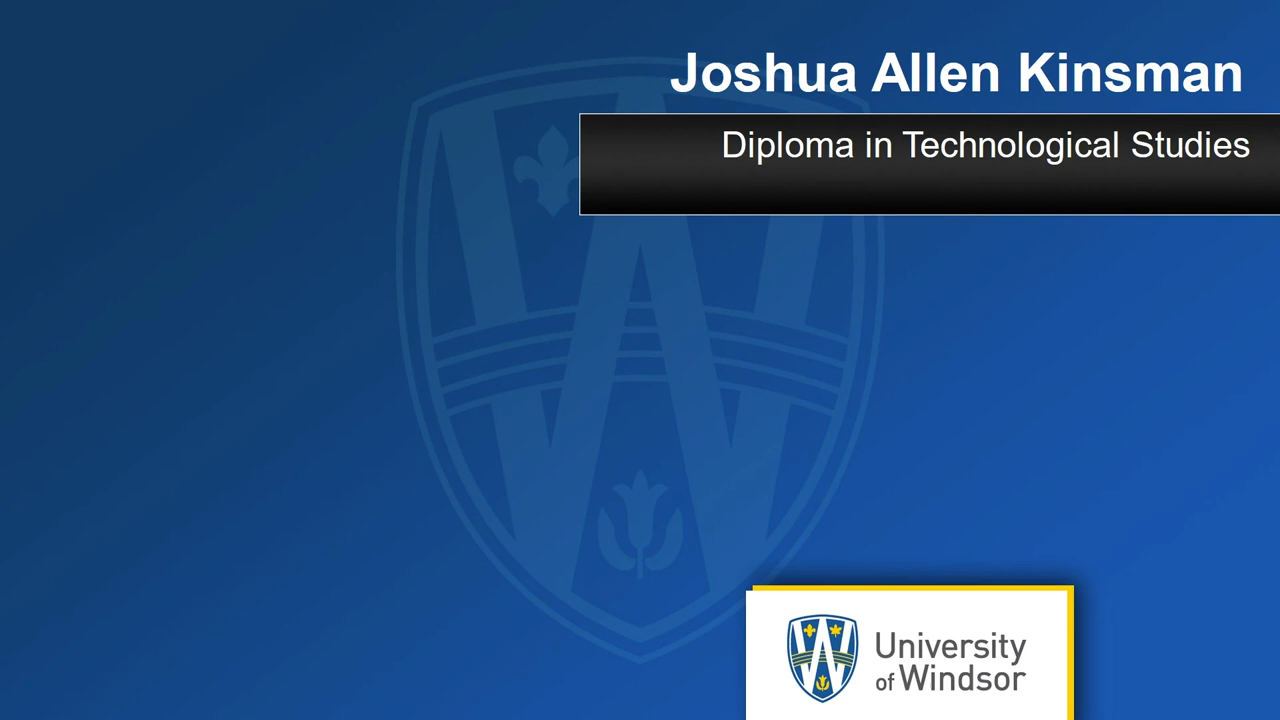 Joshua Allen Kinsman
Diploma in Technological Studies
University
of Windsor